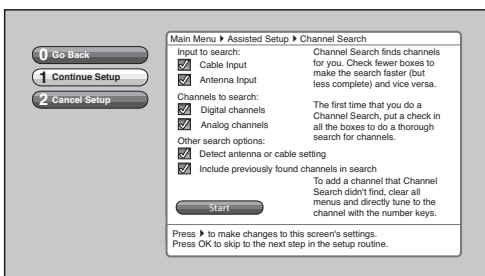 0 Go Back
1 Continue Setup
2 Cancel Setup
Main Menu ▶ Assisted Setup ▶ Channel Search
Input to search:
Cable Input
Antenna Input
Channels to search:
Digital channels
Analog channels
Other search options:
Detect antenna or cable setting
Include previously found channels in search
Start
Channel Search finds channels
for you. Check fewer boxes to
make the search faster (but
less complete) and vice versa.
The first time that you do a
Channel Search, put a check in
all the boxes to do a thorough
search for channels.
To add a channel that Channel
Search didn't find, clear all
menus and directly tune to the
channel with the number keys.
Press ▶ to make changes to this screen's settings.
Press OK to skip to the next step in the setup routine.